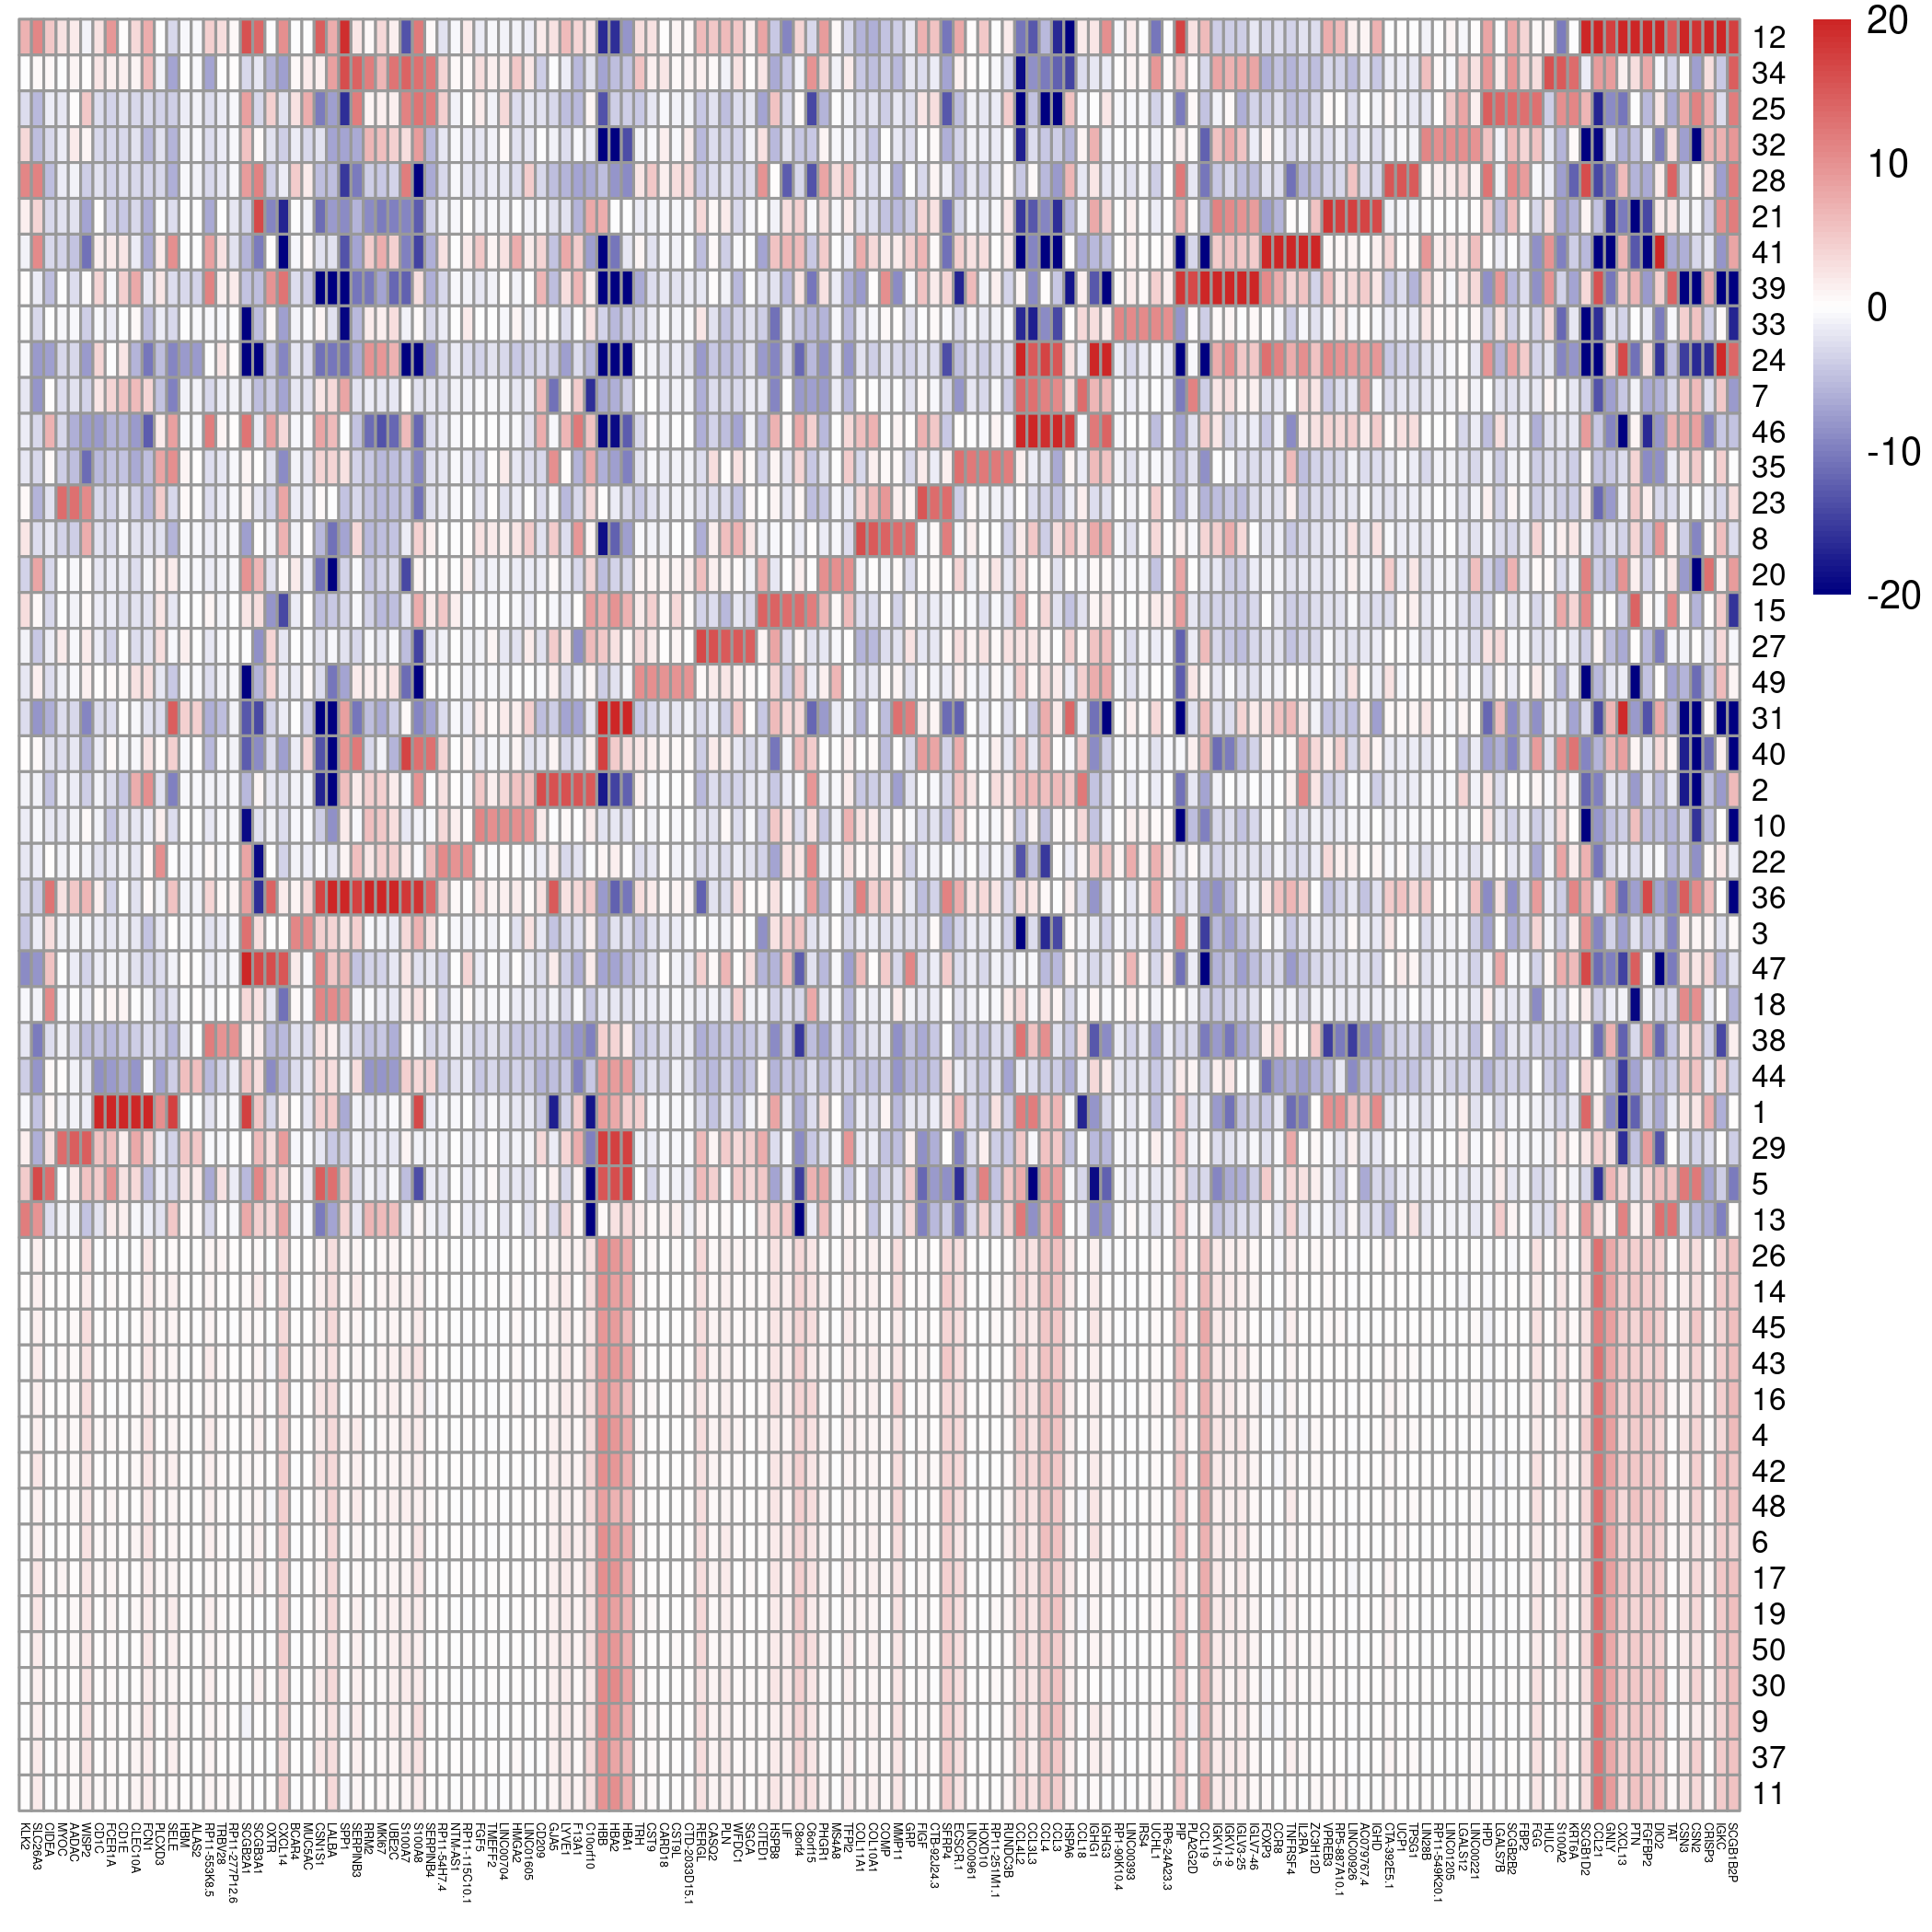 20
10
0
-10
-20
12
34
25
32
28
21
41
39
33
24
7
46
35
23
8
20
15
27
49
31
40
2
10
22
36
3
47
18
38
44
1
29
5
13
26
14
45
43
16
4
42
48
6
17
19
50
30
9
37
11
KLK2
SLC26A3
CIDEA
MYOC
AADAC
WISP2
CD1C
FCER1A
CD1E
CLEC10A
FCN1
PLCXD3
SELE
HBM
ALAS2
RP11-553K8.5
TRBV28
RP11-277P12.6
SCGB2A1
SCGB3A1
OXTR
CXCL14
BCAR4
MUC5AC
CSN1S1
LALBA
SPP1
SERPINB3
RRM2
MKI67
UBE2C
S100A7
S100A8
SERPINB4
RP11-54H7.4
NTM-AS1
RP11-115C10.1
FGF5
TMEFF2
LINC00704
HMGA2
LINC01605
CD209
GJA5
LYVE1
F13A1
C10orf10
HBB
HBA2
HBA1
TRH
CST9
CARD18
CST9L
CTD-2033D15.1
RERGL
CASQ2
PLN
WFDC1
SGCA
CITED1
HSPB8
LIF
C8orf4
C6orf15
PHGR1
MS4A8
TFPI2
COL11A1
COL10A1
COMP
MMP11
GRP
FIGF
CTB-92J24.3
SFRP4
ECSCR.1
LINC00961
HOXD10
RP11-251M1.1
RUNDC3B
CCL4L2
CCL3L3
CCL4
CCL3
HSPA6
CCL18
IGHG1
IGHG3
RP1-90K10.4
LINC00393
IRS4
UCHL1
RP6-24A23.3
PIP
PLA2G2D
CCL19
IGKV1-5
IGKV1-9
IGLV3-25
IGLV7-46
FOXP3
CCR8
TNFRSF4
IL2RA
ZC3H12D
VPREB3
RP5-887A10.1
LINC00926
AC079767.4
IGHD
CTA-392E5.1
UCP1
TPSG1
LIN28B
RP11-549K20.1
LINC01205
LGALS12
LINC00221
HPD
LGALS7B
SCGB2B2
FBP2
FGG
HULC
S100A2
KRT6A
SCGB1D2
CCL21
GNLY
CXCL13
PTN
FGFBP2
DIO2
TAT
CSN3
CSN2
LINC